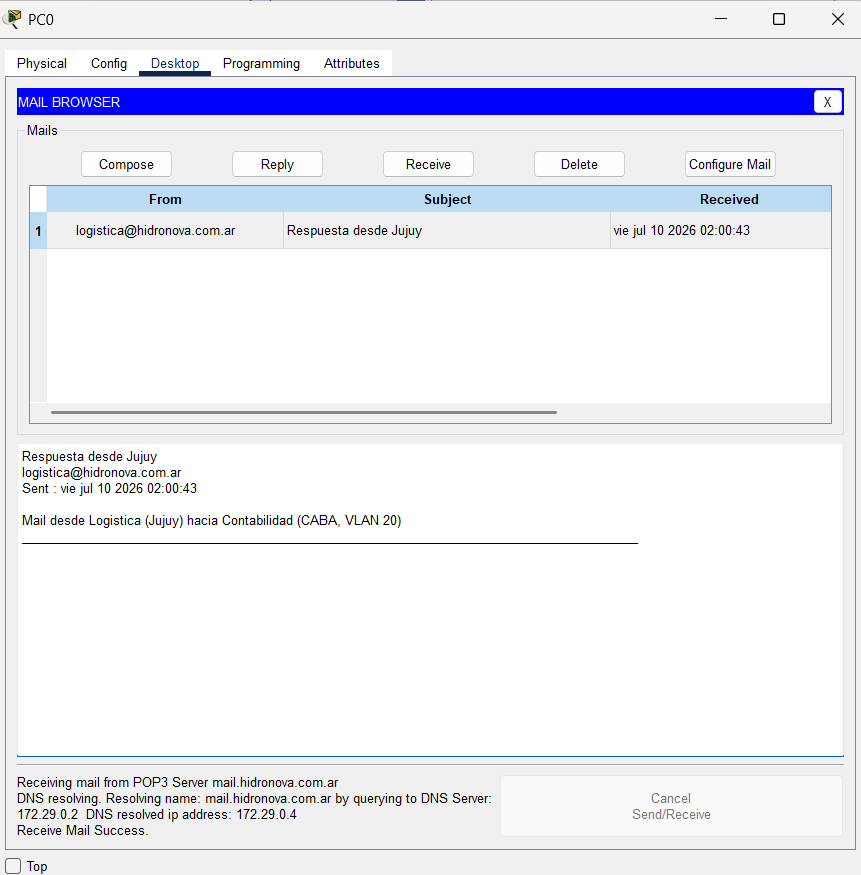 PC0
Physical Config Desktop Programming Attributes
MAIL BROWSER X
Mails
Compose Reply Receive Delete Configure Mail
From Subject Received
1 logistica@hidronova.com.ar Respuesta desde Jujuy vie jul 10 2026 02:00:43
Respuesta desde Jujuy
logistica@hidronova.com.ar
Sent : vie jul 10 2026 02:00:43
Mail desde Logistica (Jujuy) hacia Contabilidad (CABA, VLAN 20)
Receiving mail from POP3 Server mail.hidronova.com.ar
DNS resolving. Resolving name: mail.hidronova.com.ar by querying to DNS Server:
172.29.0.2  DNS resolved ip address: 172.29.0.4
Receive Mail Success.
Cancel
Send/Receive
Top